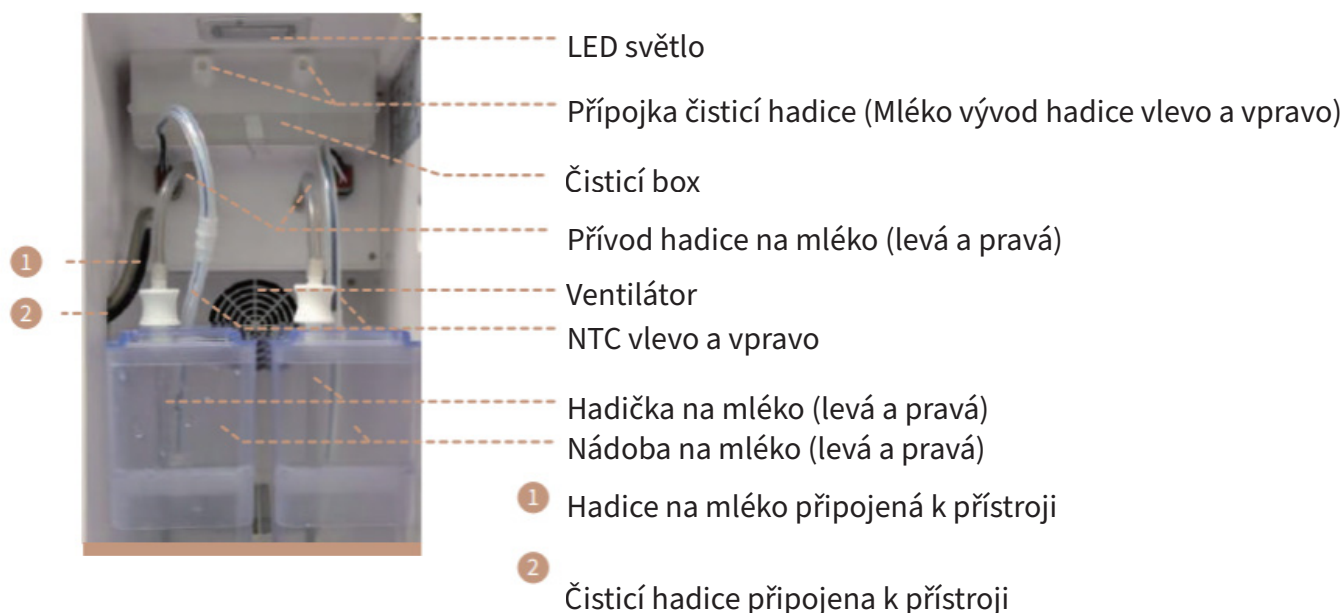 LED světlo
Přípojka čisticí hadice (Mléko vývod hadice vlevo a vpravo)
Čisticí box
Přívod hadice na mléko (levá a pravá)
1
Ventilátor
2
NTC vlevo a vpravo
Hadička na mléko (levá a pravá)
Nádoba na mléko (levá a pravá)
1 Hadice na mléko připojená k přístroji
2
Čisticí hadice připojena k přístroji